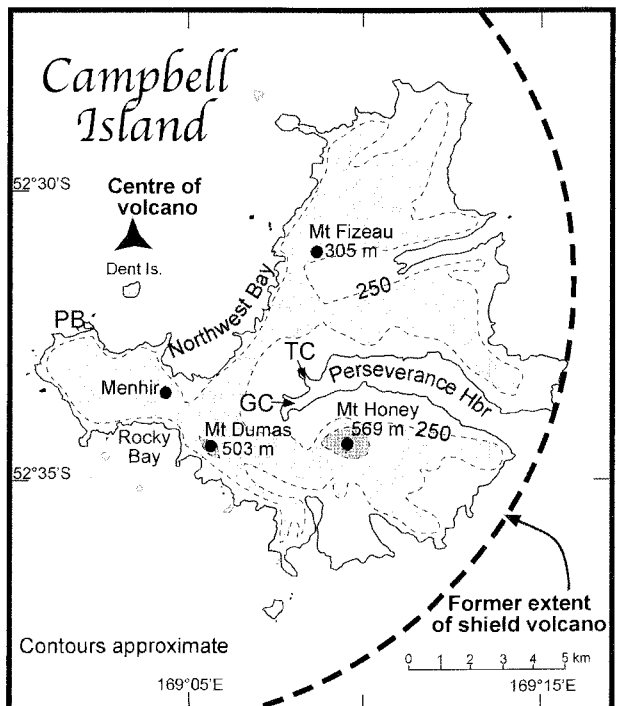 Campbell
Island
52°30'S
Centre of
volcano
Dent Is.
Mt Fizeau
305 m
250
Northwest Bay
PB
TC
Perseverance Hbr
Menhir
GC
Mt Honey
569 m
250
Rocky
Bay
Mt Dumas
503 m
52°35'S
Former extent
of shield volcano
Contours approximate
0 1 2 3 4 5 km
169°05'E
169°15'E